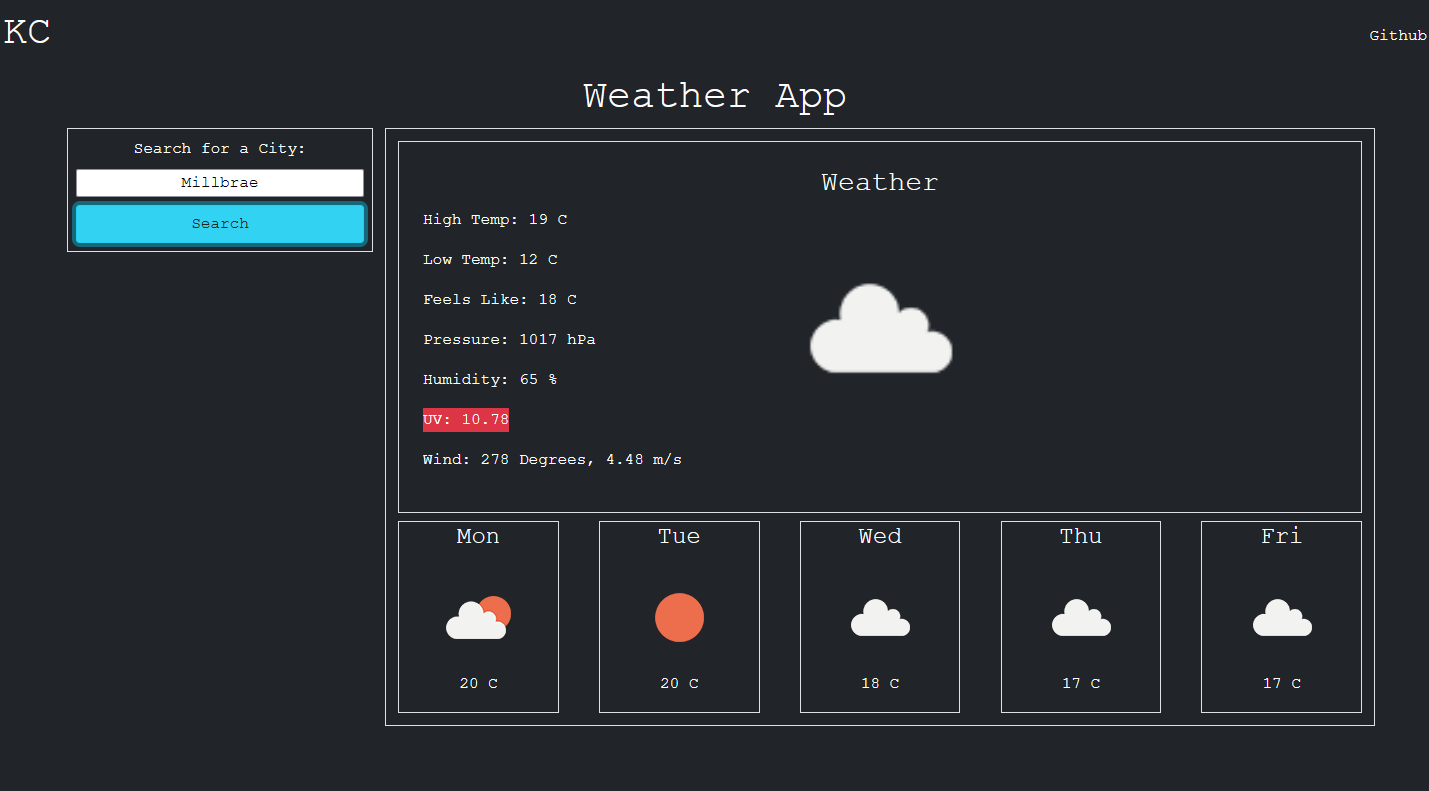 KC
Github
Weather App
Search for a City:
Millbrae
Search
Weather
High Temp: 19 C
Low Temp: 12 C
Feels Like: 18 C
Pressure: 1017 hPa
Humidity: 65 %
UV: 10.78
Wind: 278 Degrees, 4.48 m/s
Mon
20 C
Tue
20 C
Wed
18 C
Thu
17 C
Fri
17 C